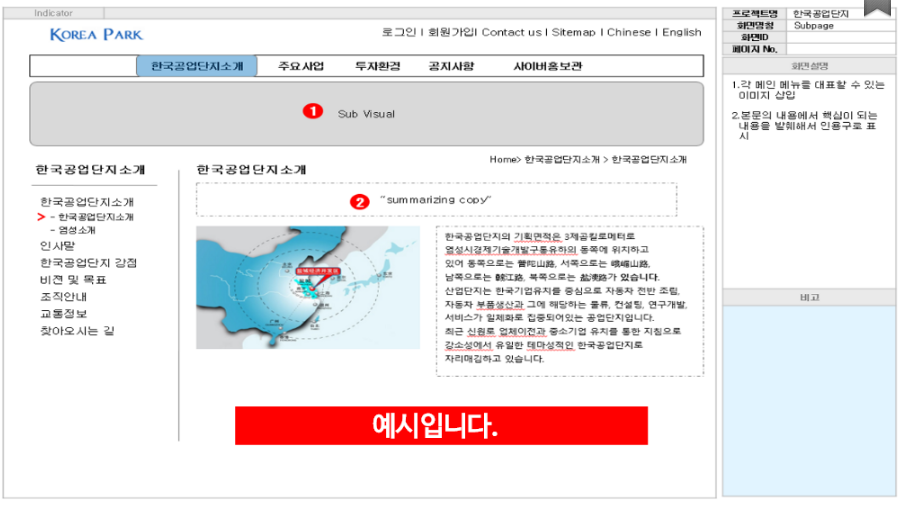 Indicator
KOREA PARK
로그인 I 회원가입I Contact us I Sitemap I Chinese I English
한국공업단지소개 주요사업 투자환경 공지사항 사이버홍보관
1 Sub Visual
한국공업단지소개
한국공업단지소개
> - 한국공업단지소개
- 영성소개
인사말
한국공업단지 강점
비견 및 목표
조직안내
교통정보
찾아오시는 길
한국공업단지소개
Home> 한국공업단지소개 > 한국공업단지소개
2 "summarizing copy"
한국공업단지의 기획면적은 3제곱킬로메터로
염성시경제기술개발구통유하의 동쪽에 위치하고
있어 동쪽으로는 普陀山路, 서쪽으로는 峨嵋山路,
남쪽으로는 路, 북쪽으로는 路가 있습니다.
산업단지는 한국기업유치를 중심으로 자동차 전반 조립,
자동차 부품생산과 그에 해당하는 물류, 컨설팅, 연구개발,
서비스가 일체화로 집중되어있는 공업단지입니다.
최근 신원로 업체이전과 중소기업 유치를 통한 지침으로
강소성에서 유일한 테마성적인 한국공업단지로
자리매김하고 있습니다.
예시입니다.
프로젝트명 한국공업단지
화면명칭 Subpage
화면ID
페이지 No.
화면설명
1.각 메인 메뉴를 대표할 수 있는
이미지 삽입
2.본문의 내용에서 핵심이 되는
내용을 발췌해서 인용구로 표
시
비고